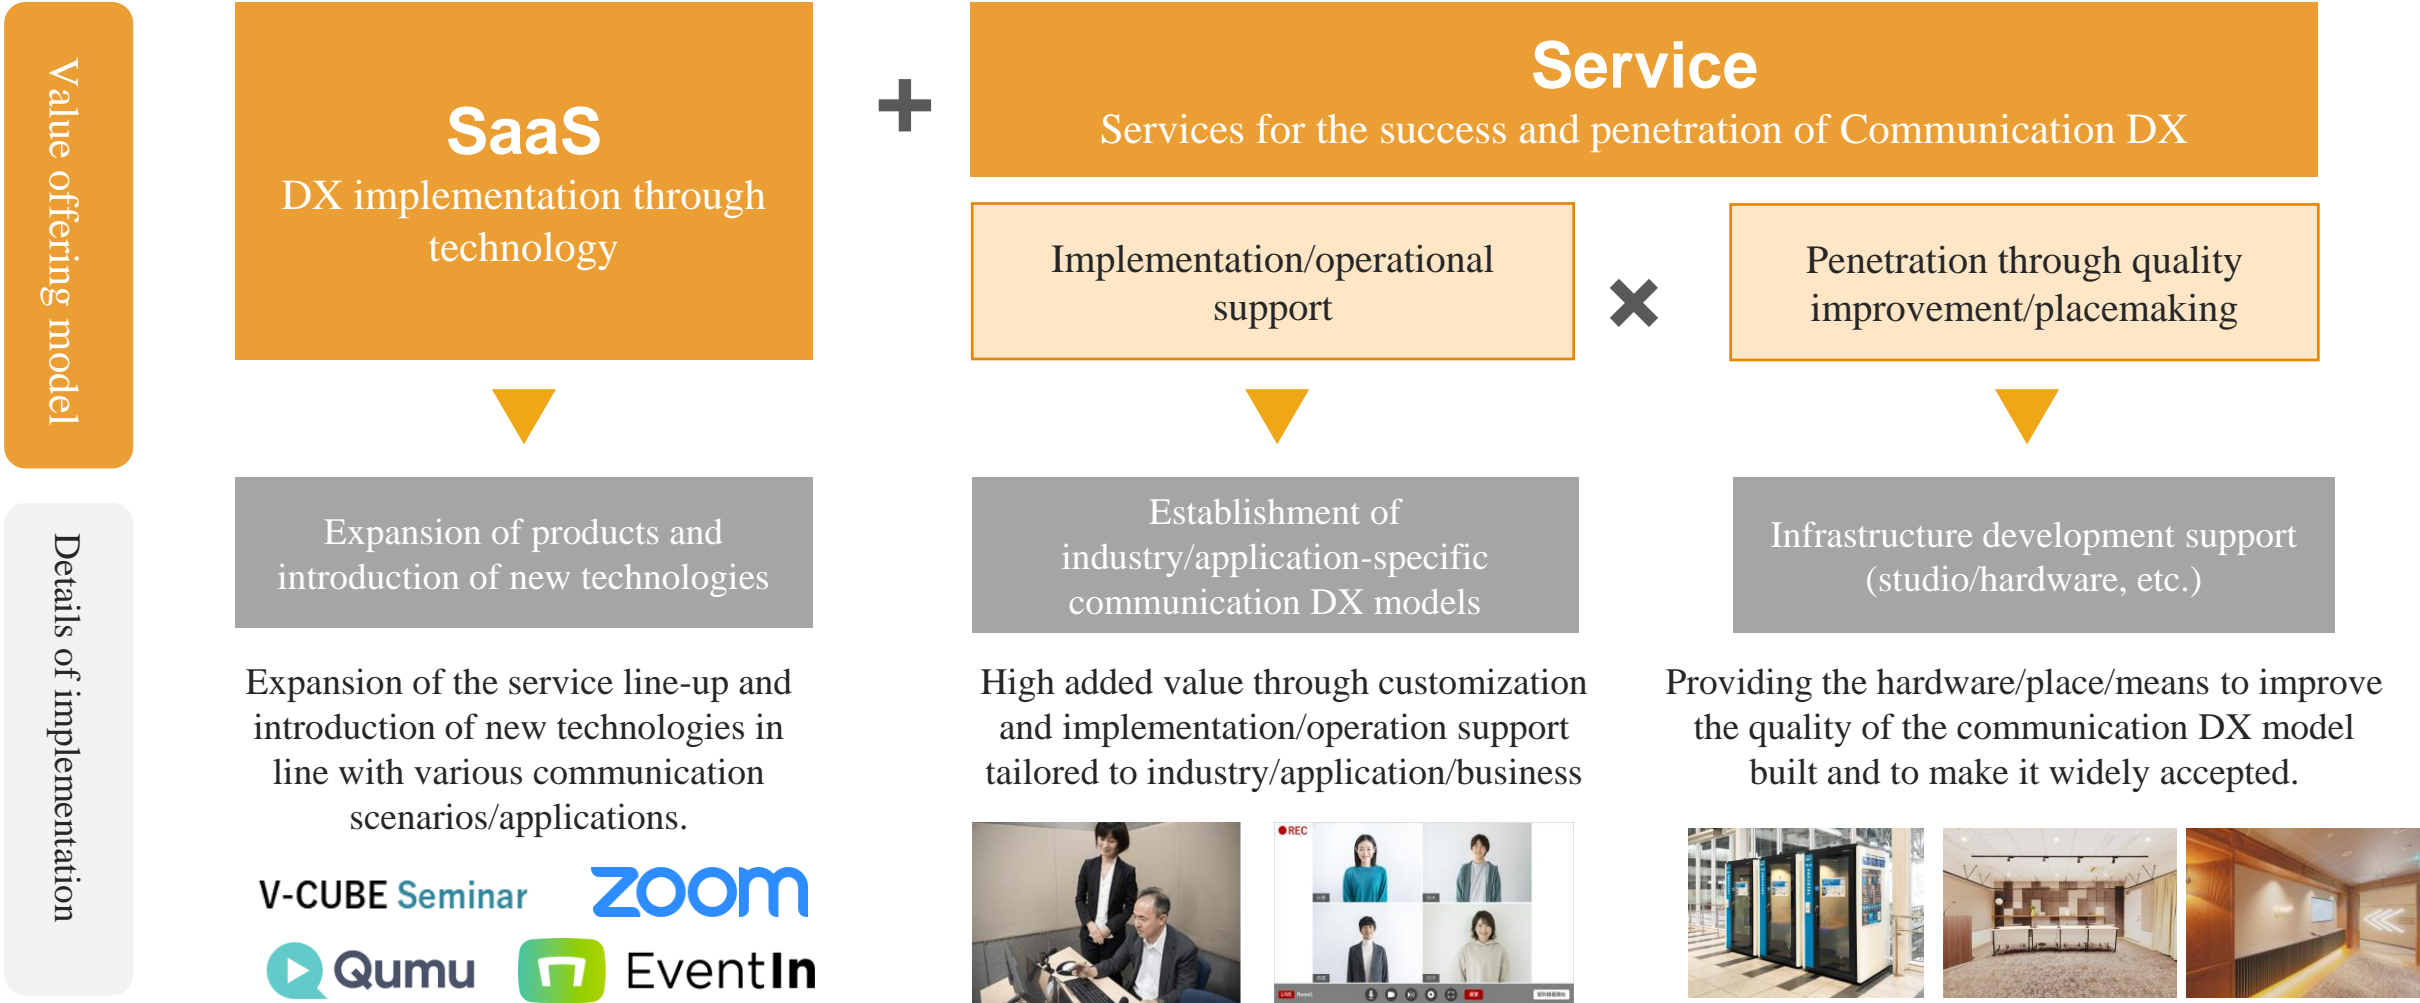 Value offering model
SaaS
DX implementation through
technology
+
Service
Services for the success and penetration of Communication DX
Implementation/operational
support
×
Penetration through quality
improvement/placemaking
Details of implementation
Expansion of products and
introduction of new technologies
Establishment of
industry/application-specific
communication DX models
Infrastructure development support
(studio/hardware, etc.)
Expansion of the service line-up and
introduction of new technologies in
line with various communication
scenarios/applications.
High added value through customization
and implementation/operation support
tailored to industry/application/business
Providing the hardware/place/means to improve
the quality of the communication DX model
built and to make it widely accepted.
V-CUBE Seminar
zoom
Qumu
EventIn
REC
LIVE Room1